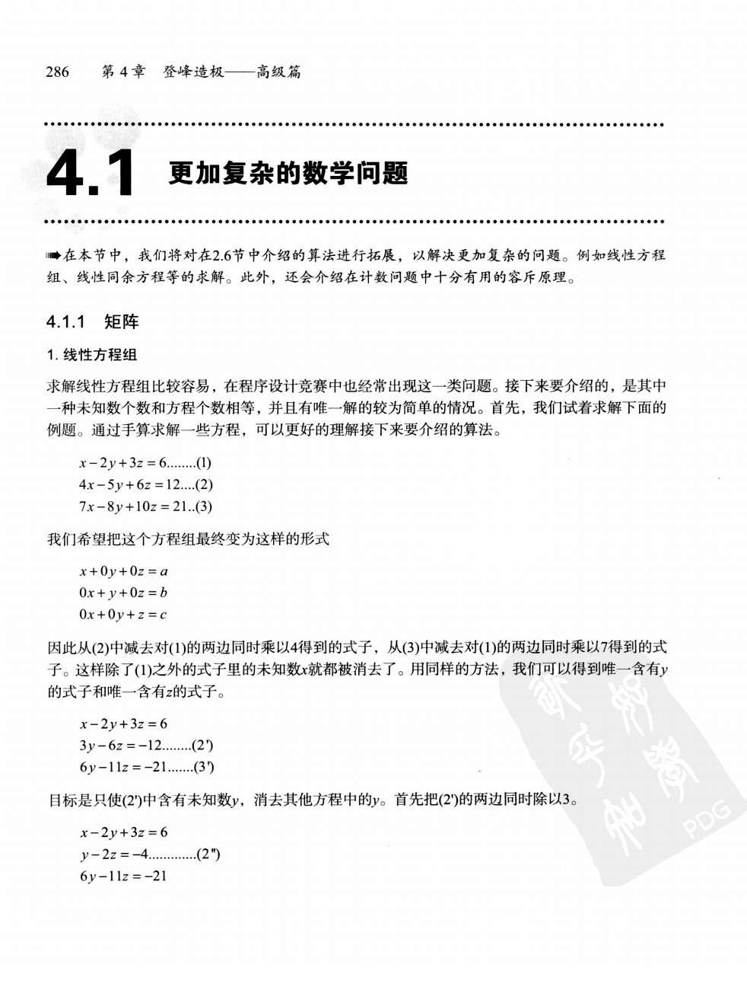 286 第4章 登峰造极——高级篇
4.1 更加复杂的数学问题
➠在本节中，我们将对在2.6节中介绍的算法进行拓展，以解决更加复杂的问题。例如线性方程
组、线性同余方程等的求解。此外，还会介绍在计数问题中十分有用的容斥原理。
4.1.1 矩阵
1. 线性方程组
求解线性方程组比较容易，在程序设计竞赛中也经常出现这一类问题。接下来要介绍的，是其中
一种未知数个数和方程个数相等，并且有唯一解的较为简单的情况。首先，我们试着求解下面的
例题。通过手算求解一些方程，可以更好的理解接下来要介绍的算法。
x−2y+3z=6........(1)
4x−5y+6z=12....(2)
7x−8y+10z=21..(3)
我们希望把这个方程组最终变为这样的形式
x+0y+0z=a
0x+y+0z=b
0x+0y+z=c
因此从(2)中减去对(1)的两边同时乘以4得到的式子，从(3)中减去对(1)的两边同时乘以7得到的式
子。这样除了(1)之外的式子里的未知数x就都被消去了。用同样的方法，我们可以得到唯一含有y
的式子和唯一含有z的式子。
x−2y+3z=6
3y−6z=−12........(2')
6y−11z=−21.......(3')
目标是只使(2')中含有未知数y，消去其他方程中的y。首先把(2')的两边同时除以3。
x−2y+3z=6
y−2z=−4.............(2")
6y−11z=−21
PDG